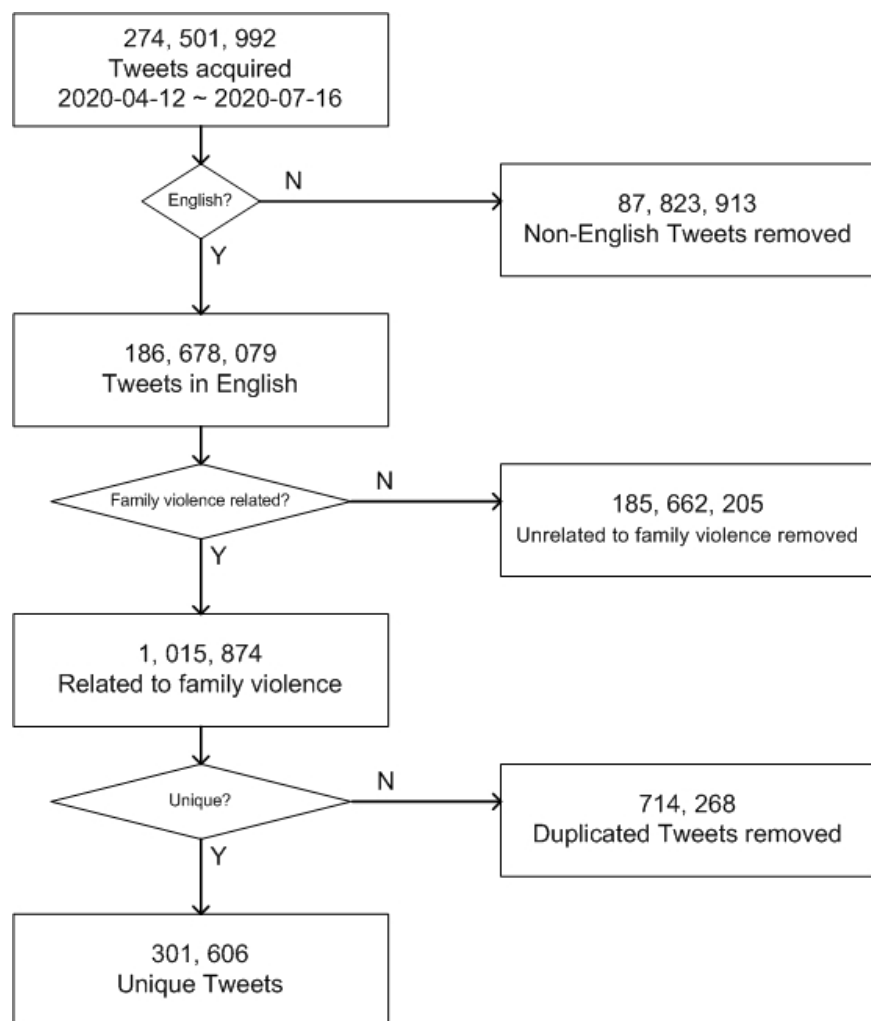 274, 501, 992
Tweets acquired
2020-04-12 ~ 2020-07-16
English?
N
87, 823, 913
Non-English Tweets removed
Y
186, 678, 079
Tweets in English
Family violence related?
N
185, 662, 205
Unrelated to family violence removed
Y
1, 015, 874
Related to family violence
Unique?
N
714, 268
Duplicated Tweets removed
Y
301, 606
Unique Tweets